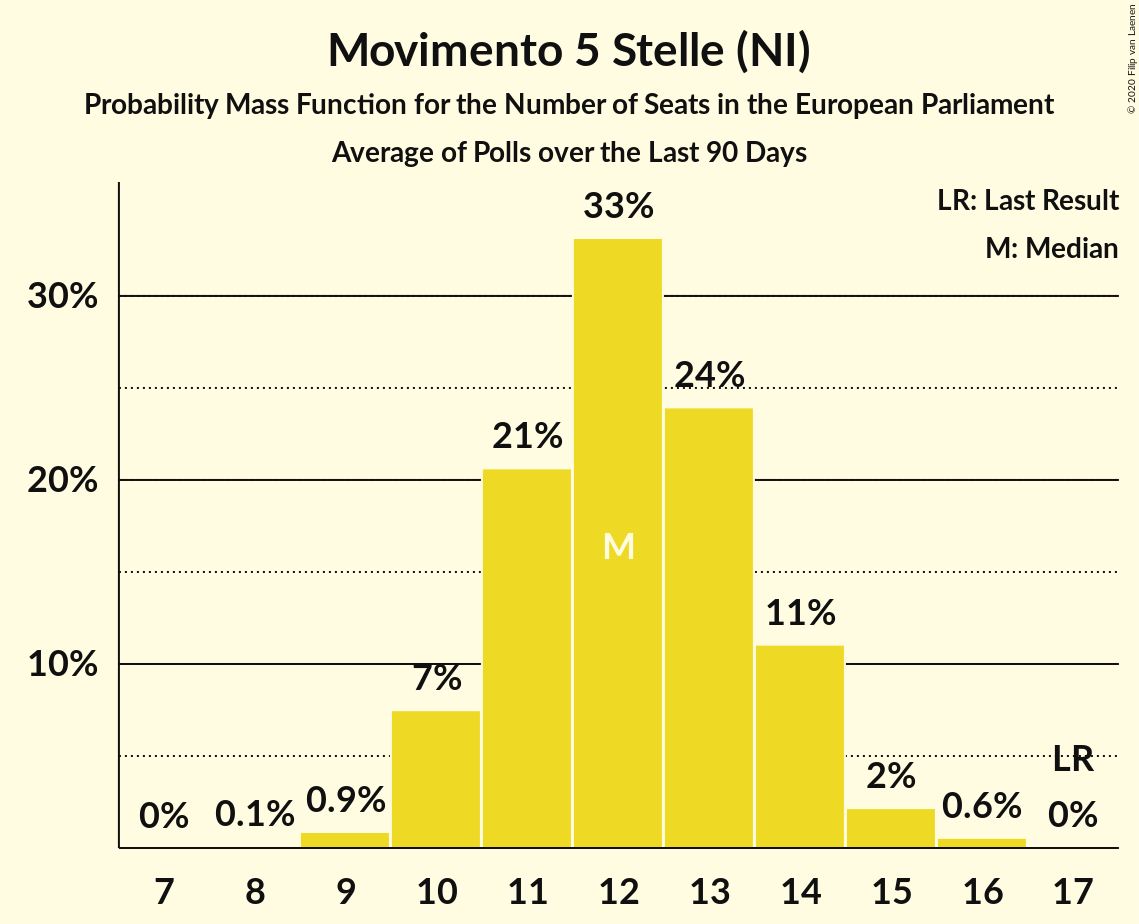 Movimento 5 Stelle (NI)
Probability Mass Function for the Number of Seats in the European Parliament
Average of Polls over the Last 90 Days
© 2020 Filip van Laenen
LR: Last Result
M: Median
30%
20%
10%
0%
0.1%
0.9%
7%
21%
33%
24%
11%
2%
0.6%
0%
M
LR
7 8 9 10 11 12 13 14 15 16 17